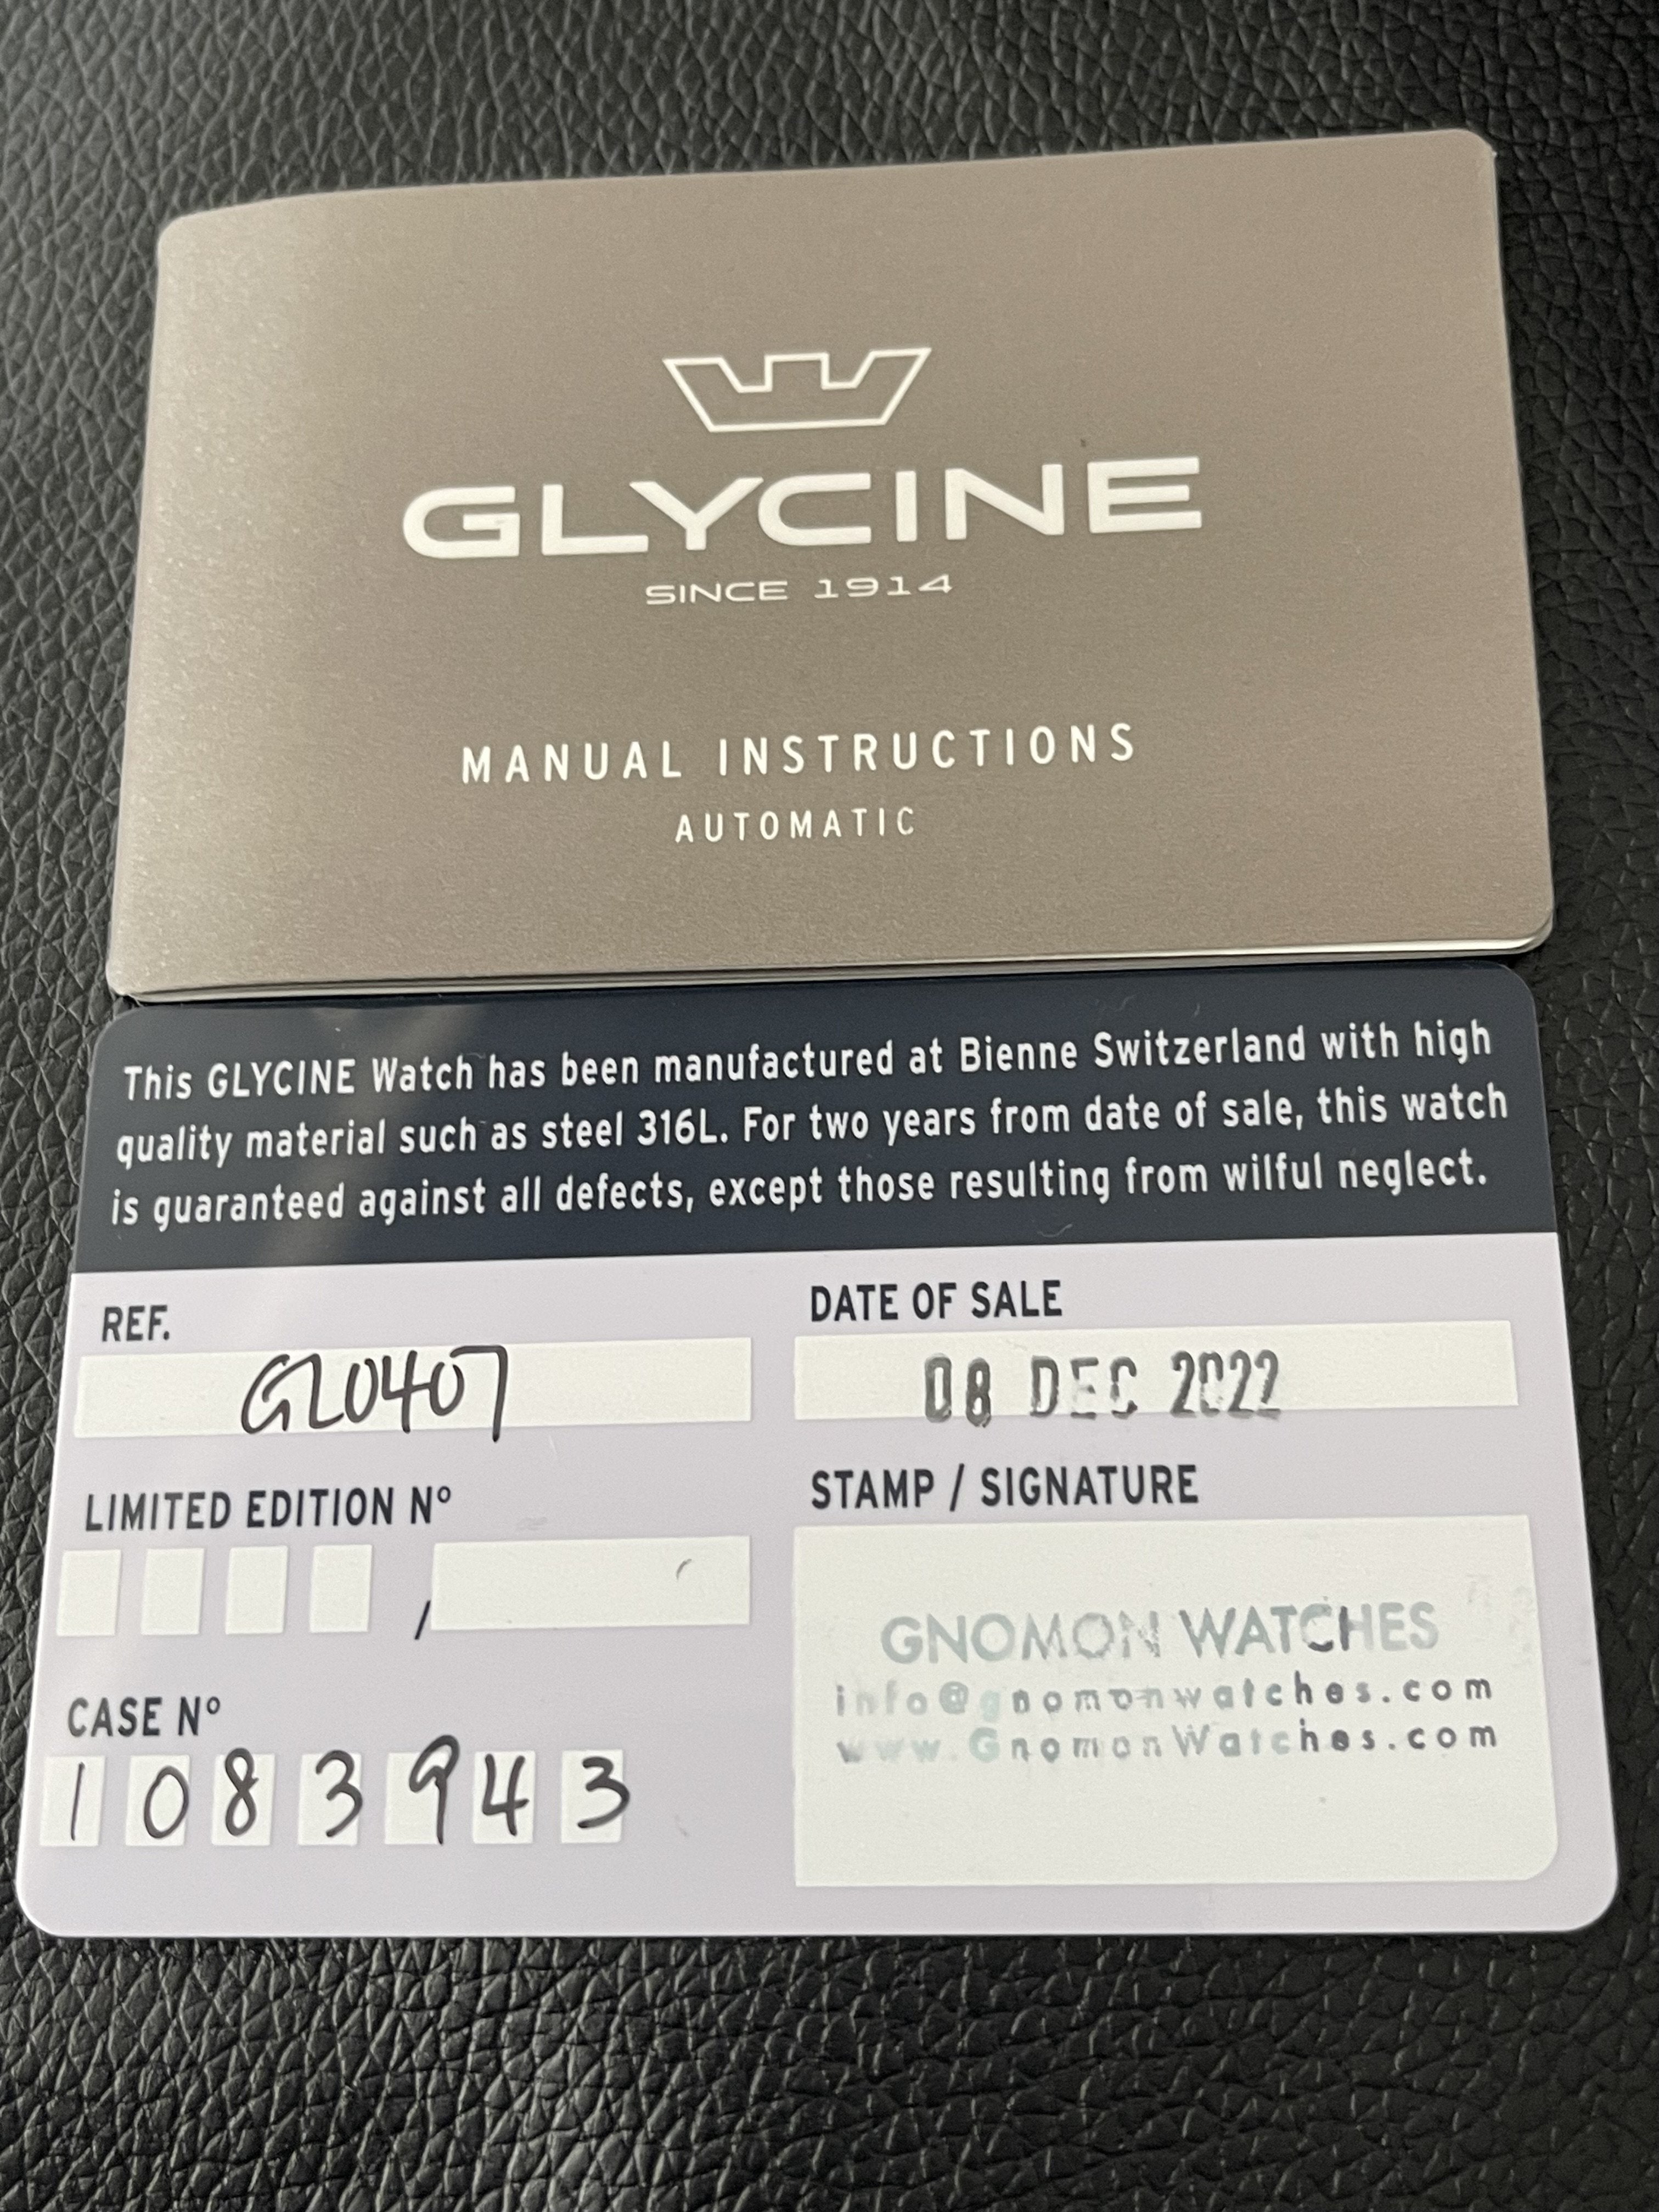 GLYCINE
SINCE 1914
MANUAL INSTRUCTIONS
AUTOMATIC
This GLYCINE Watch has been manufactured at Bienne Switzerland with high
quality material such as steel 316L. For two years from date of sale, this watch
is guaranteed against all defects, except those resulting from wilful neglect.
REF.
GL0407
DATE OF SALE
08 DEC 2022
LIMITED EDITION Nº
/
STAMP / SIGNATURE
GNOMON WATCHES
info@gnomonwatches.com
www.GnomonWatches.com
CASE Nº
1083943